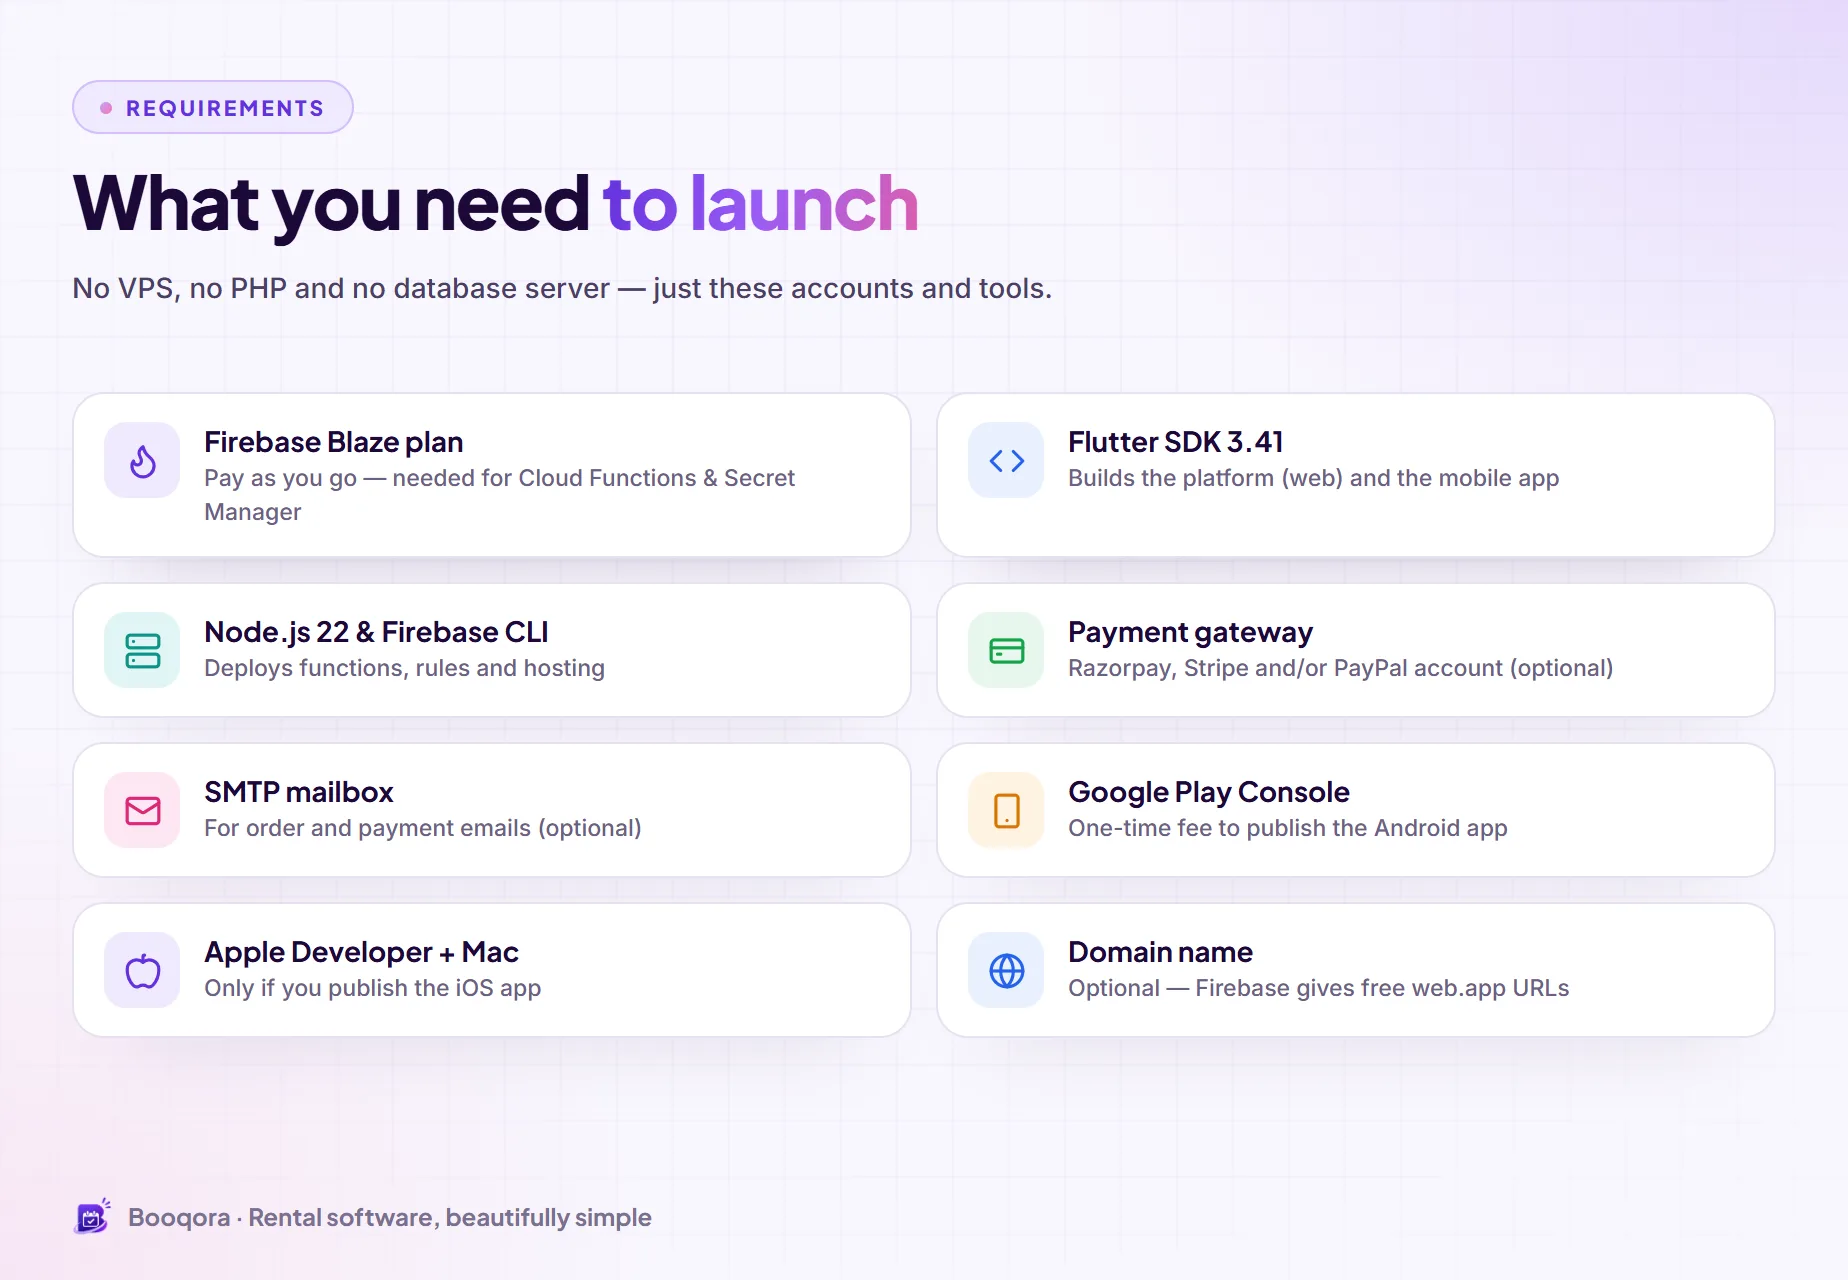 REQUIREMENTS
What you need to launch
No VPS, no PHP and no database server — just these accounts and tools.
Firebase Blaze plan
Pay as you go — needed for Cloud Functions & Secret
Manager
Flutter SDK 3.41
Builds the platform (web) and the mobile app
Node.js 22 & Firebase CLI
Deploys functions, rules and hosting
Payment gateway
Razorpay, Stripe and/or PayPal account (optional)
SMTP mailbox
For order and payment emails (optional)
Google Play Console
One-time fee to publish the Android app
Apple Developer + Mac
Only if you publish the iOS app
Domain name
Optional — Firebase gives free web.app URLs
Booqora · Rental software, beautifully simple